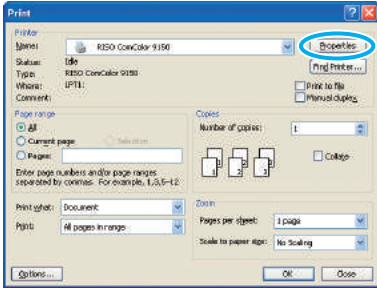 Print
Printer
Name: RISO ComColor 9150 Properties
Status: Idle Find Printer...
Type: RISO ComColor 9150
Where: LPT1: Print to file
Comment: Manual duplex
Page range
All
Current page Selection
Pages:
Enter page numbers and/or page ranges
separated by commas. For example, 1,3,5-12
Copies
Number of copies: 1
Collate
Print what: Document
Print: All pages in range
Zoom
Pages per sheet: 1 page
Scale to paper size: No Scaling
Options... OK Close